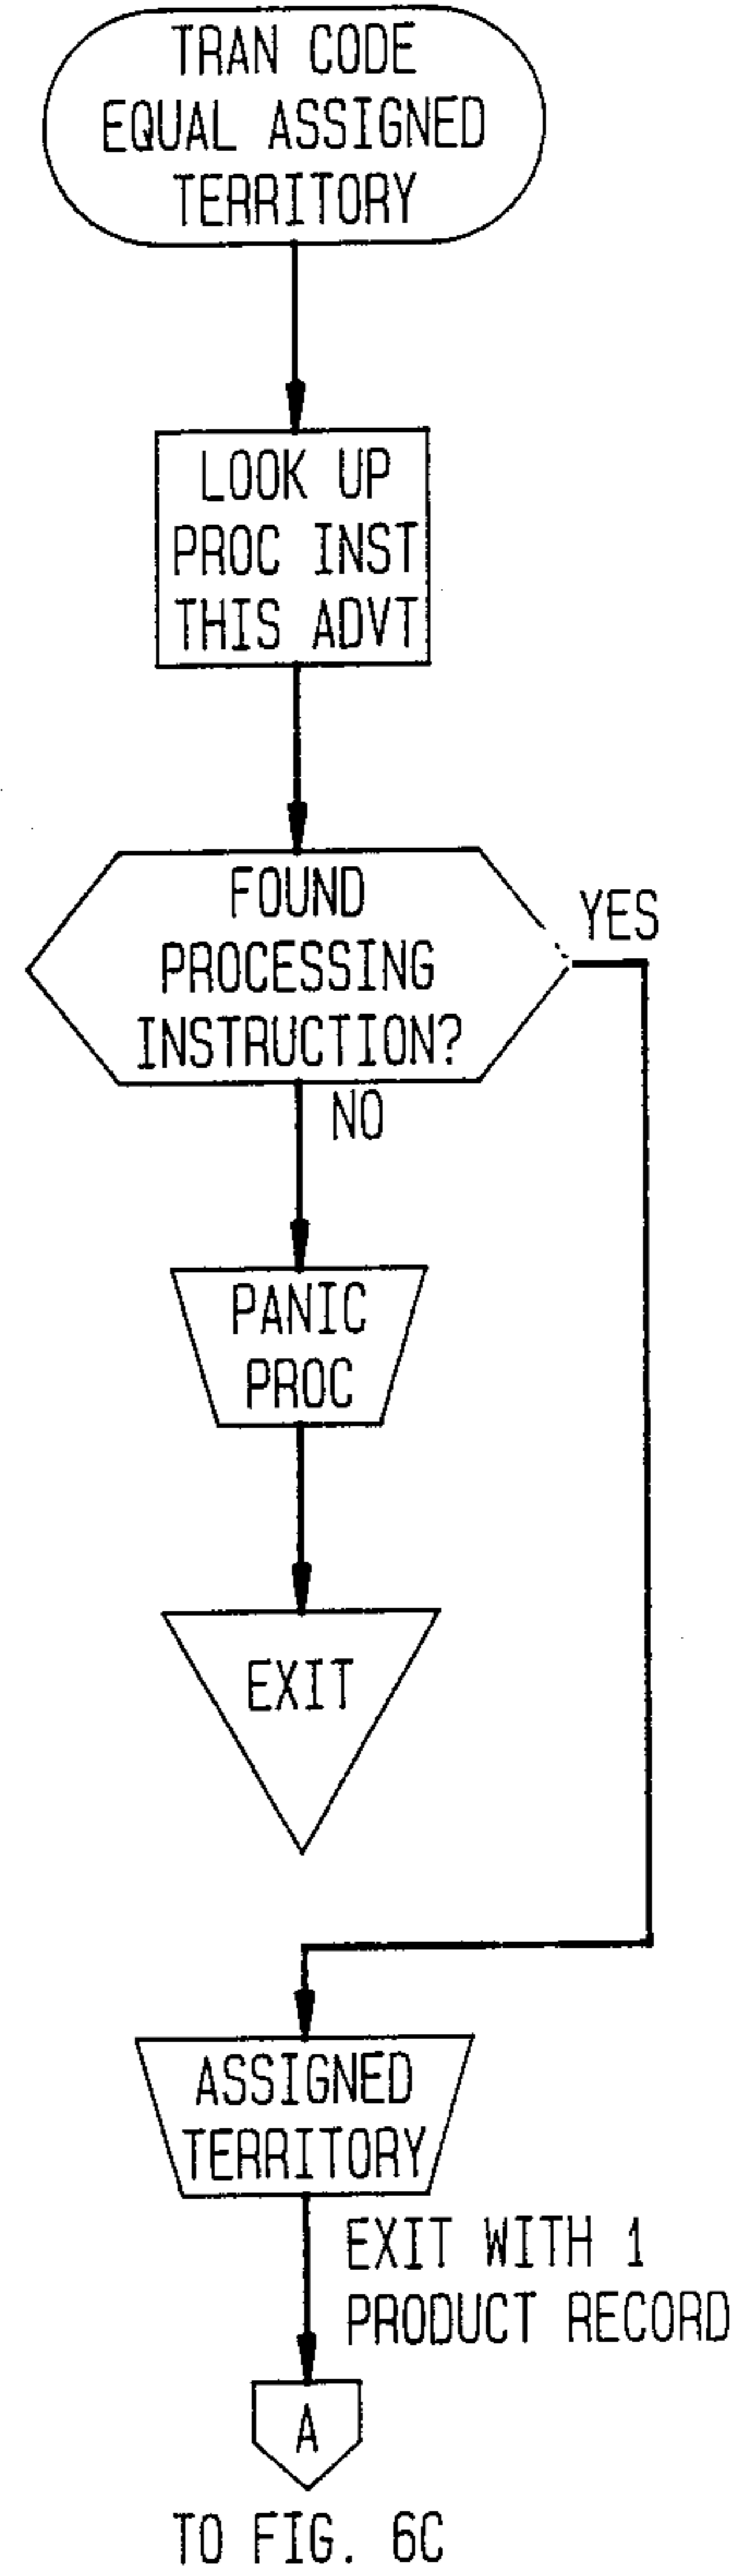 TRAN CODE
EQUAL ASSIGNED
TERRITORY
LOOK UP
PROC INST
THIS ADVT
FOUND
PROCESSING
INSTRUCTION?
YES
NO
PANIC
PROC
EXIT
ASSIGNED
TERRITORY
EXIT WITH 1
PRODUCT RECORD
A
TO FIG. 6C